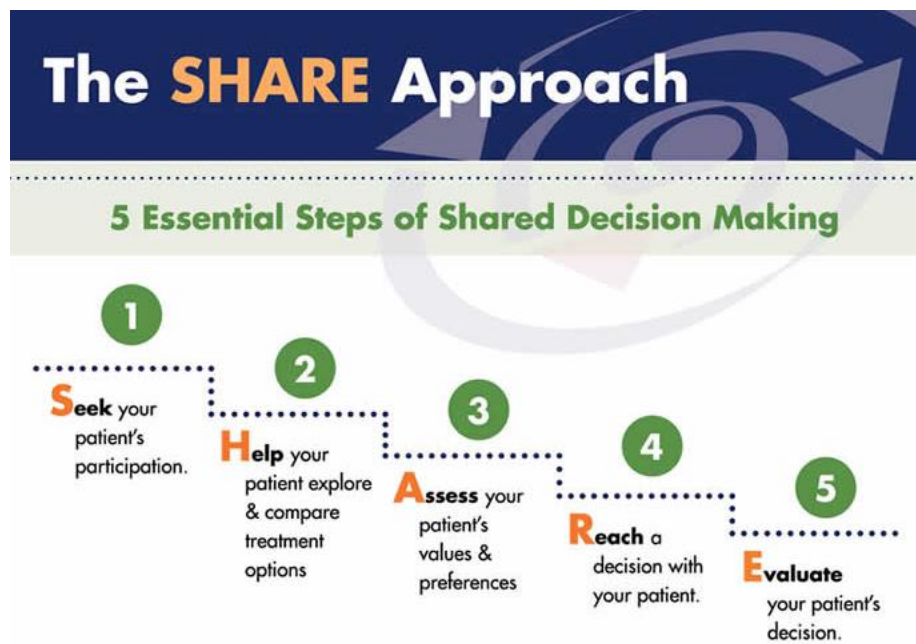 The SHARE Approach
5 Essential Steps of Shared Decision Making
1
Seek your
patient's
participation.
2
Help your
patient explore
& compare
treatment
options
3
Assess your
patient's
values &
preferences
4
Reach a
decision with
your patient.
5
Evaluate
your patient's
decision.